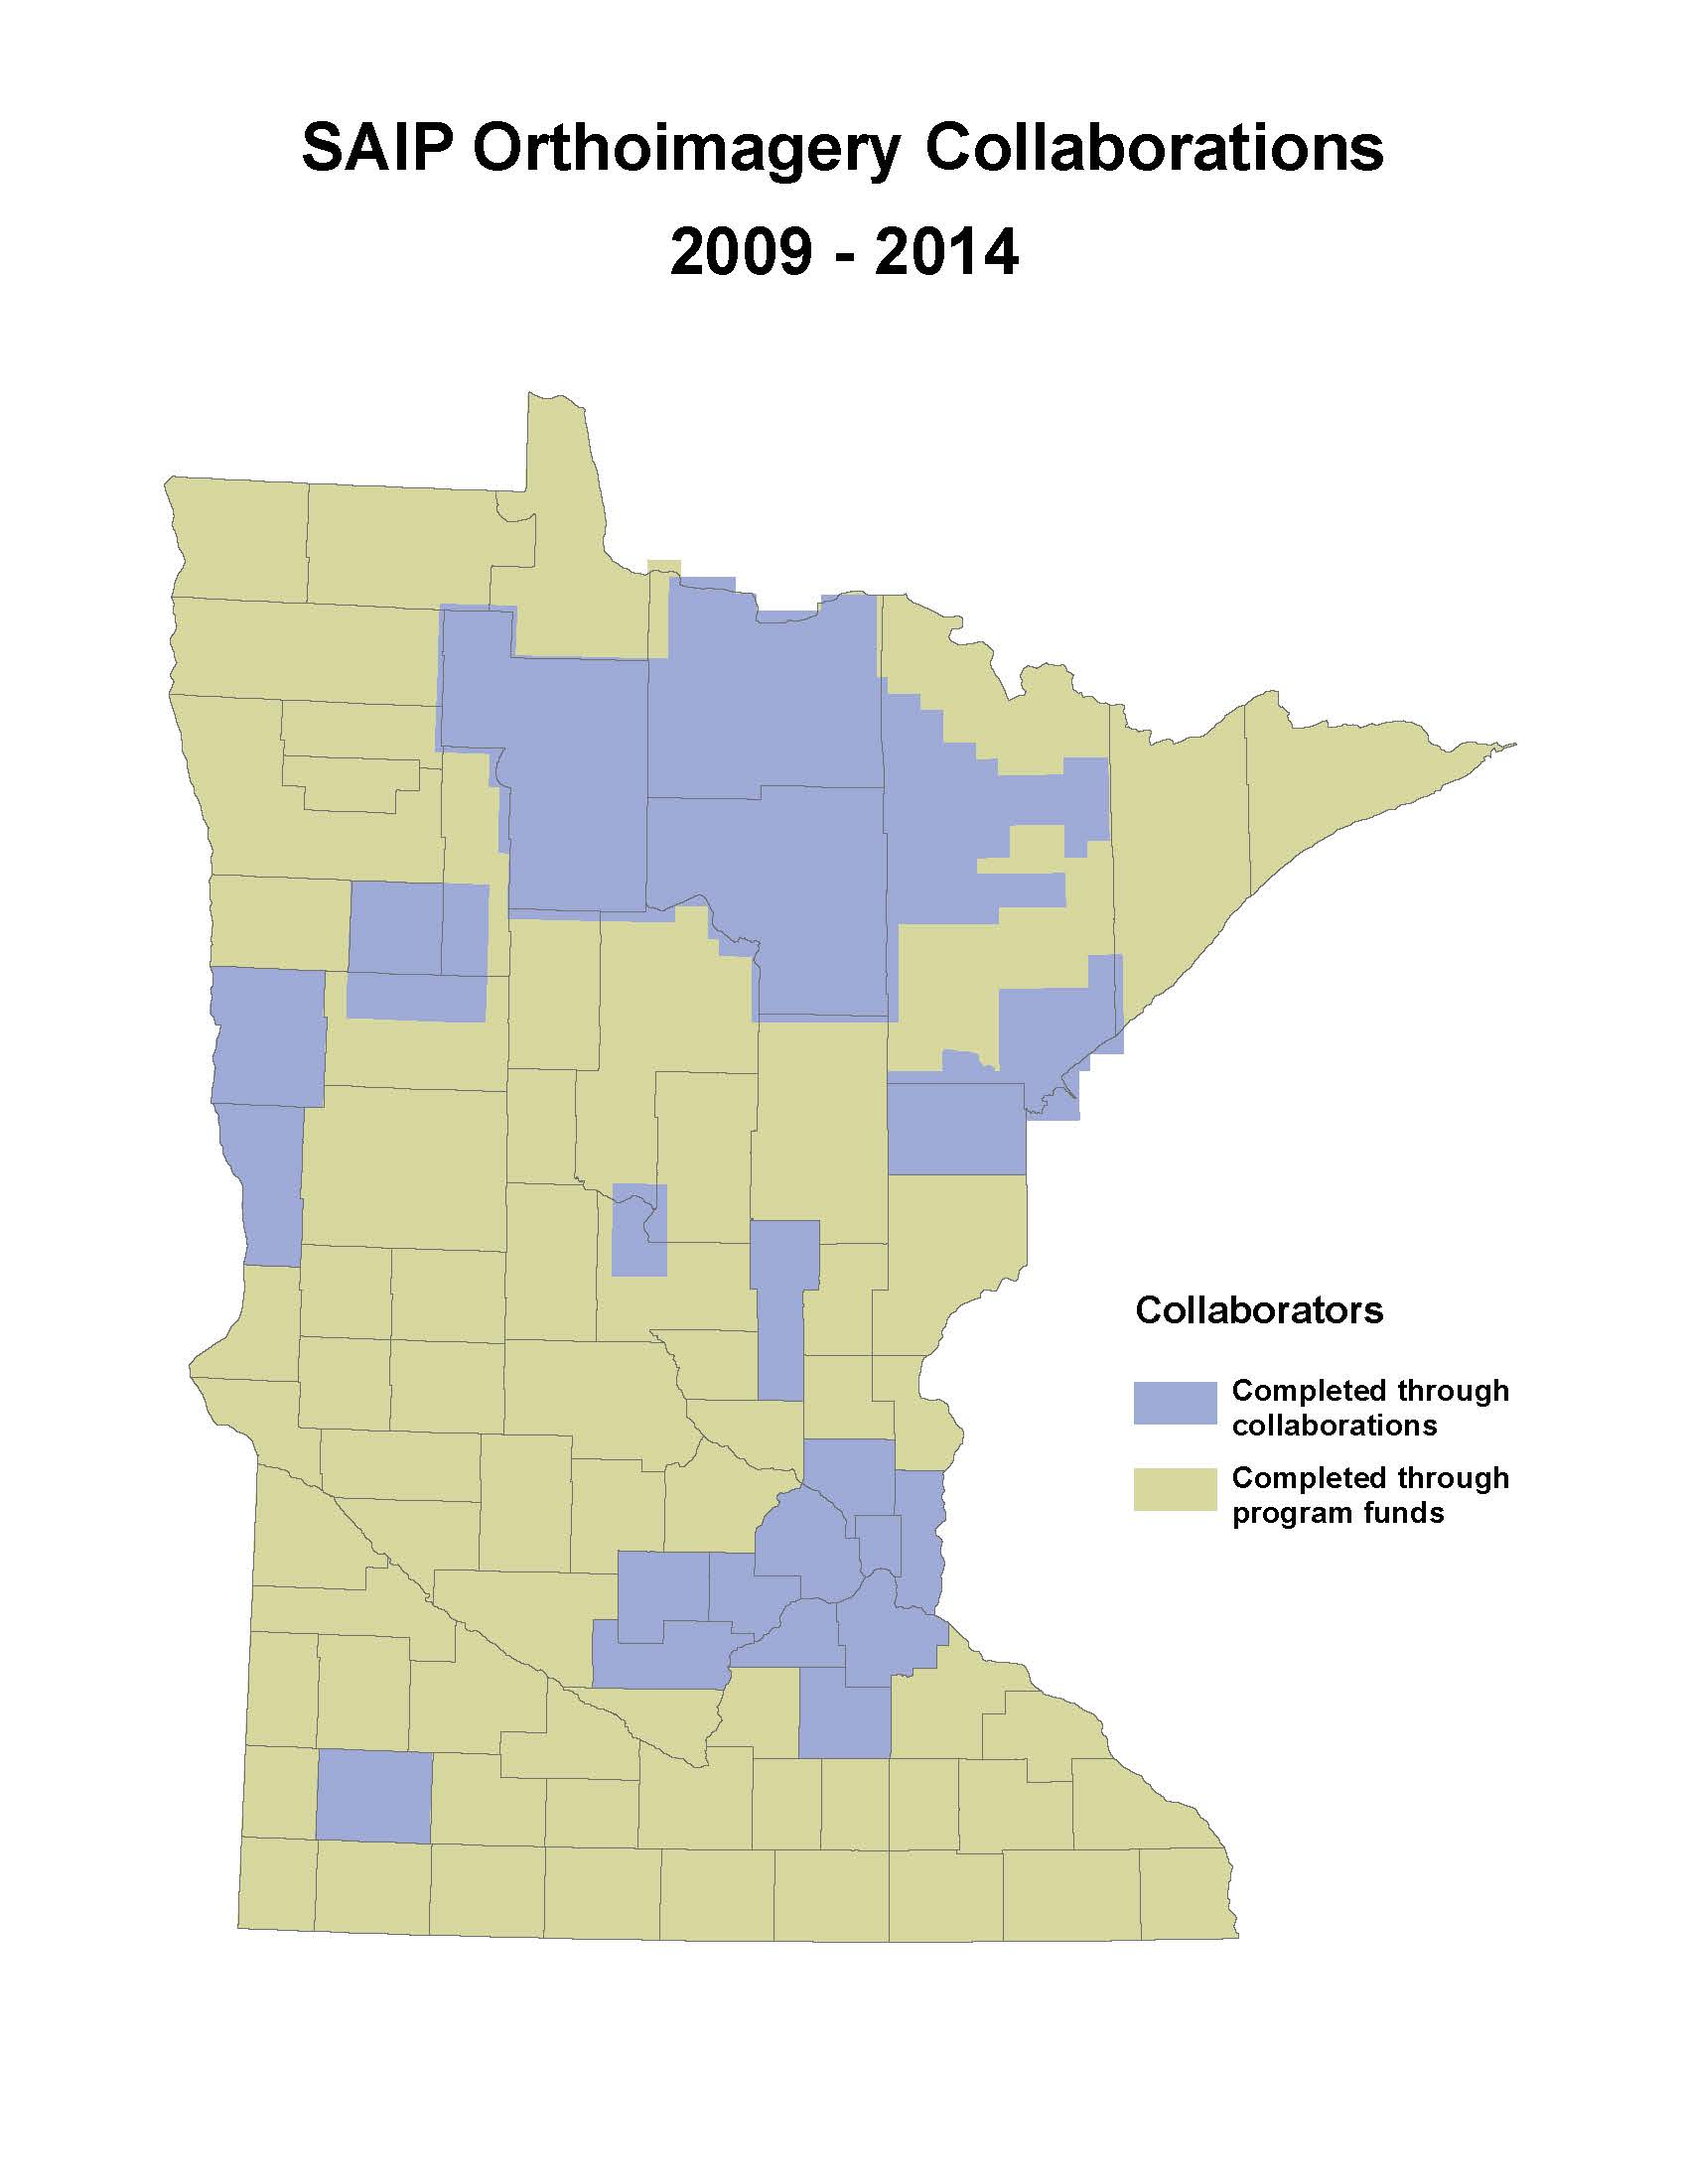 SAIP Orthoimagery Collaborations
2009 - 2014
Collaborators
Completed through
collaborations
Completed through
program funds